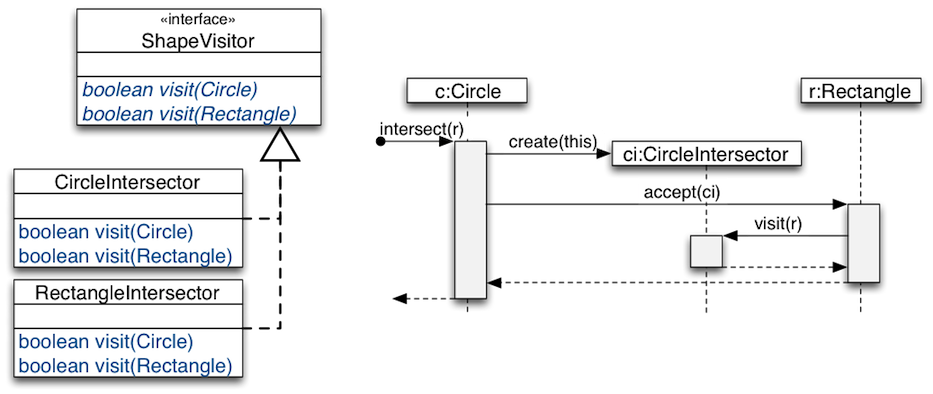 «interface»
ShapeVisitor
boolean visit(Circle)
boolean visit(Rectangle)
CircleIntersector
boolean visit(Circle)
boolean visit(Rectangle)
RectangleIntersector
boolean visit(Circle)
boolean visit(Rectangle)
c:Circle
r:Rectangle
intersect(r)
create(this)
ci:CircleIntersector
accept(ci)
visit(r)